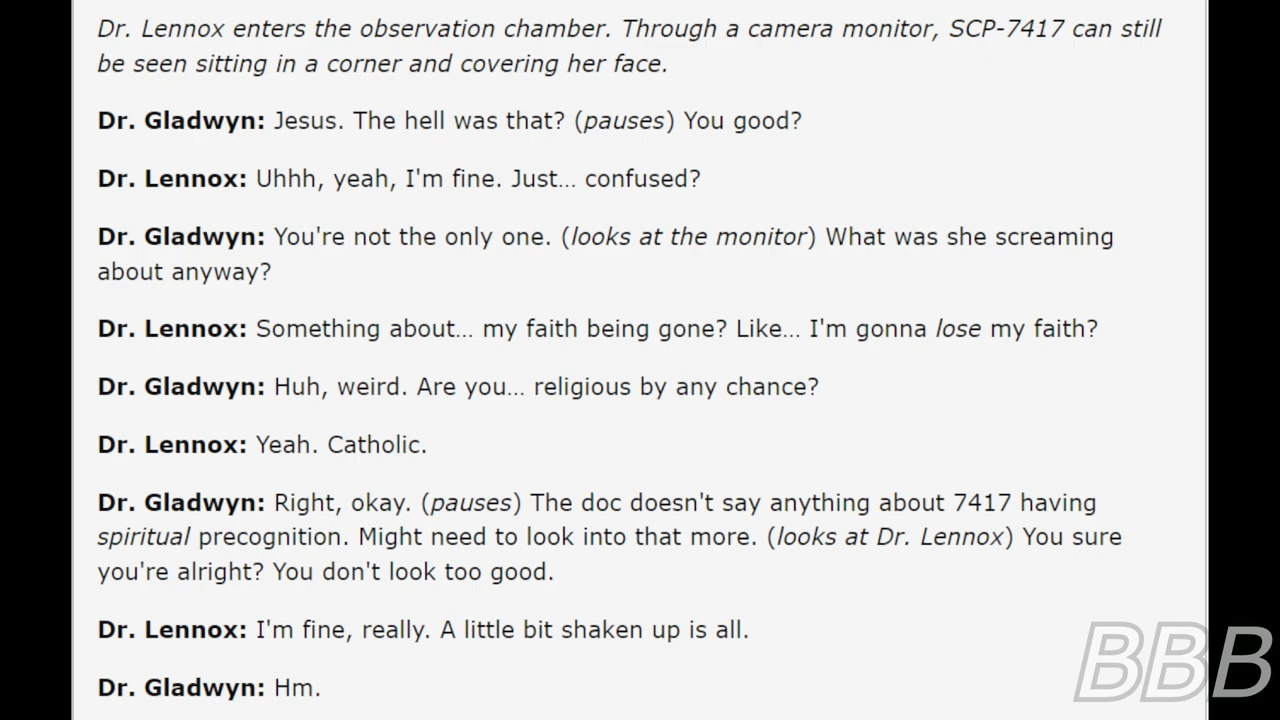 Dr. Lennox enters the observation chamber. Through a camera monitor, SCP-7417 can still
be seen sitting in a corner and covering her face.
Dr. Gladwyn: Jesus. The hell was that? (pauses) You good?
Dr. Lennox: Uhhh, yeah, I'm fine. Just… confused?
Dr. Gladwyn: You're not the only one. (looks at the monitor) What was she screaming
about anyway?
Dr. Lennox: Something about… my faith being gone? Like… I'm gonna lose my faith?
Dr. Gladwyn: Huh, weird. Are you… religious by any chance?
Dr. Lennox: Yeah. Catholic.
Dr. Gladwyn: Right, okay. (pauses) The doc doesn't say anything about 7417 having
spiritual precognition. Might need to look into that more. (looks at Dr. Lennox) You sure
you're alright? You don't look too good.
Dr. Lennox: I'm fine, really. A little bit shaken up is all.
Dr. Gladwyn: Hm.
BBB